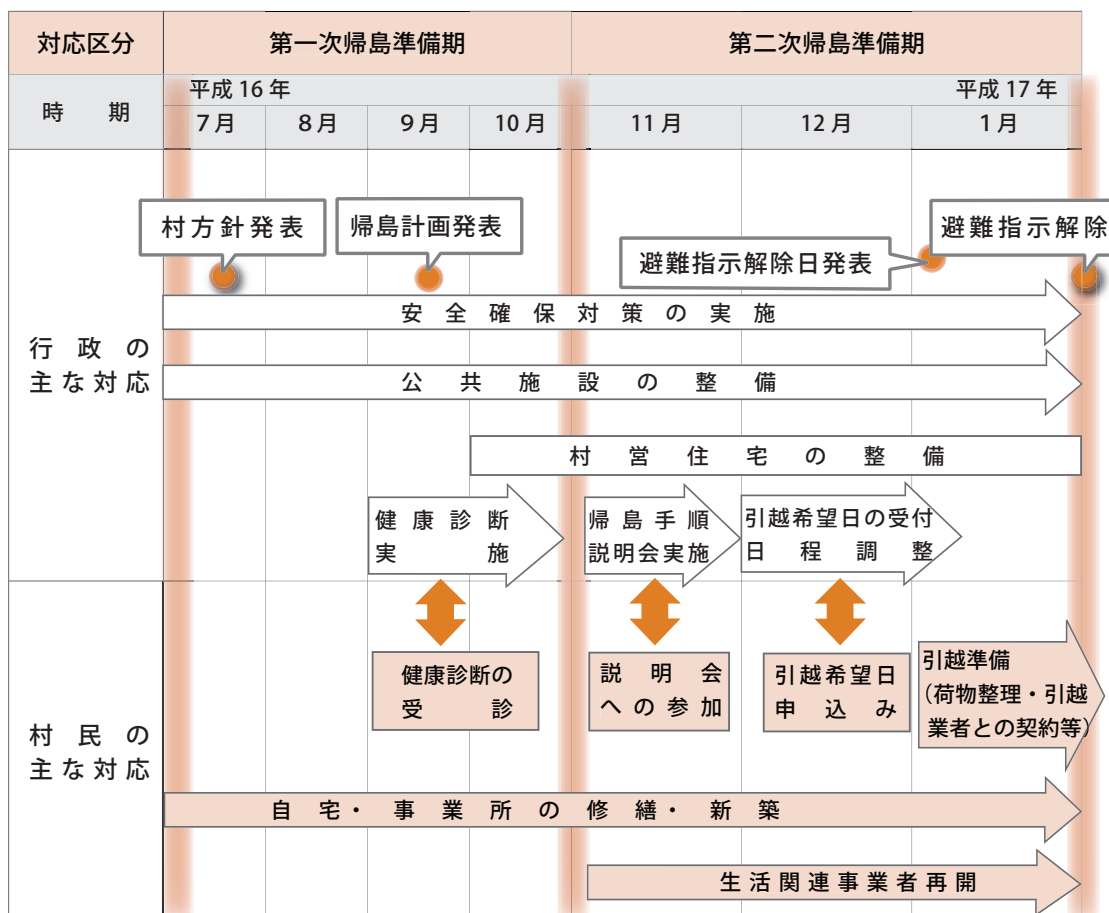 対応区分
第一次帰島準備期
第二次帰島準備期
時期
平成16年
平成17年
7月
8月
9月
10月
11月
12月
1月
行政の
主な対応
村方針発表
帰島計画発表
避難指示解除日発表
避難指示解除
安全確保対策の実施
公共施設の整備
村営住宅の整備
健康診断
実施
帰島手順
説明会実施
引越希望日の受付
日程調整
村民の
主な対応
健康診断の
受診
説明会
への参加
引越希望日
申込み
引越準備
(荷物整理・引越
業者との契約等)
自宅・事業所の修繕・新築
生活関連事業者再開